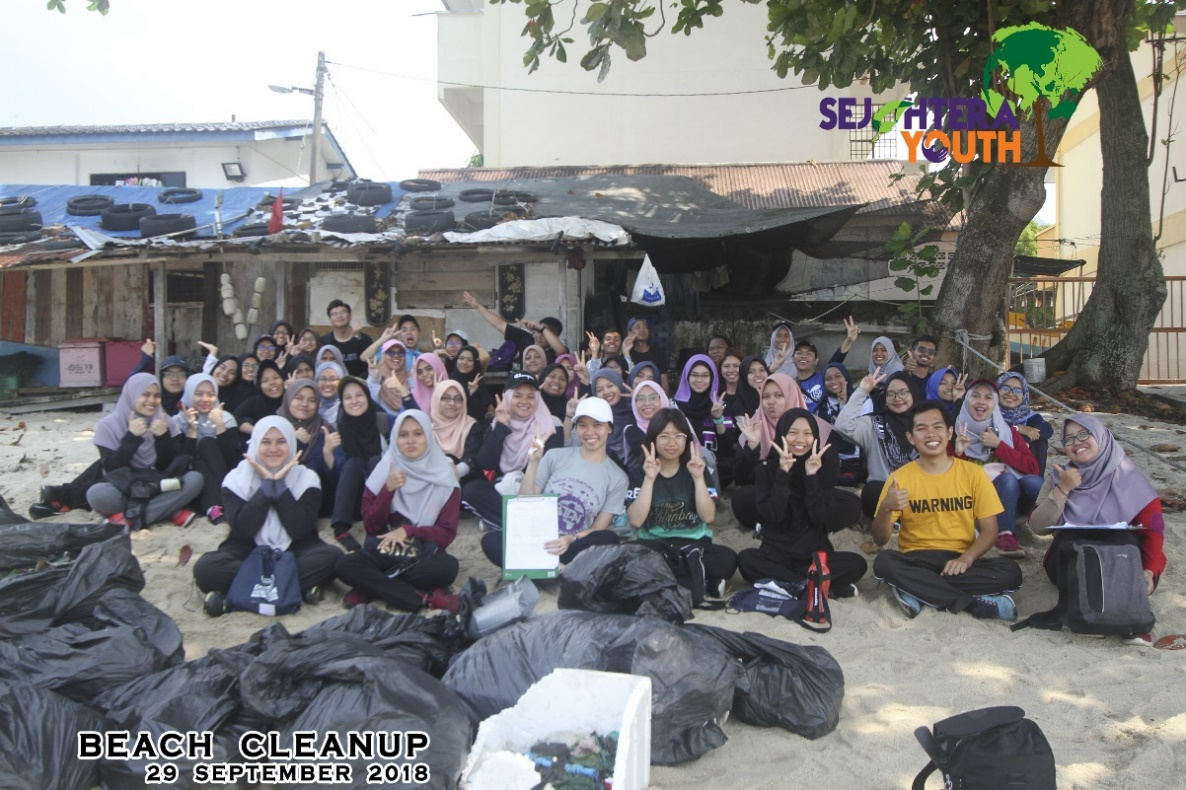 SEJAHTERA
YOUTH
WARNING
BEACH CLEANUP
29 SEPTEMBER 2018